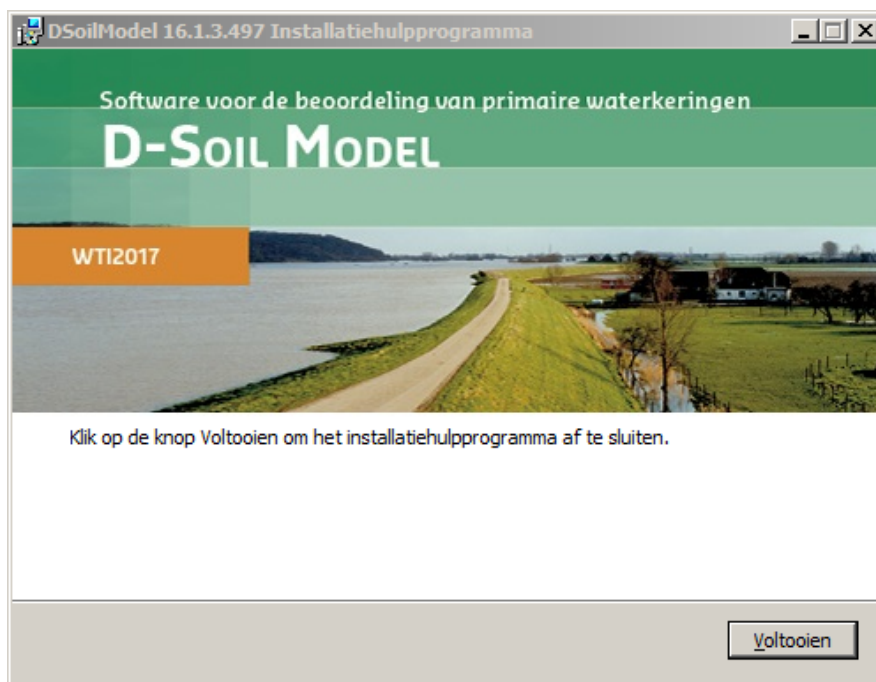 DSoilModel 16.1.3.497 Installatiehulpprogramma
Software voor de beoordeling van primaire waterkeringen
D-SOIL MODEL
WTI2017
Klik op de knop Voltooien om het installatiehulpprogramma af te sluiten.
Voltooien